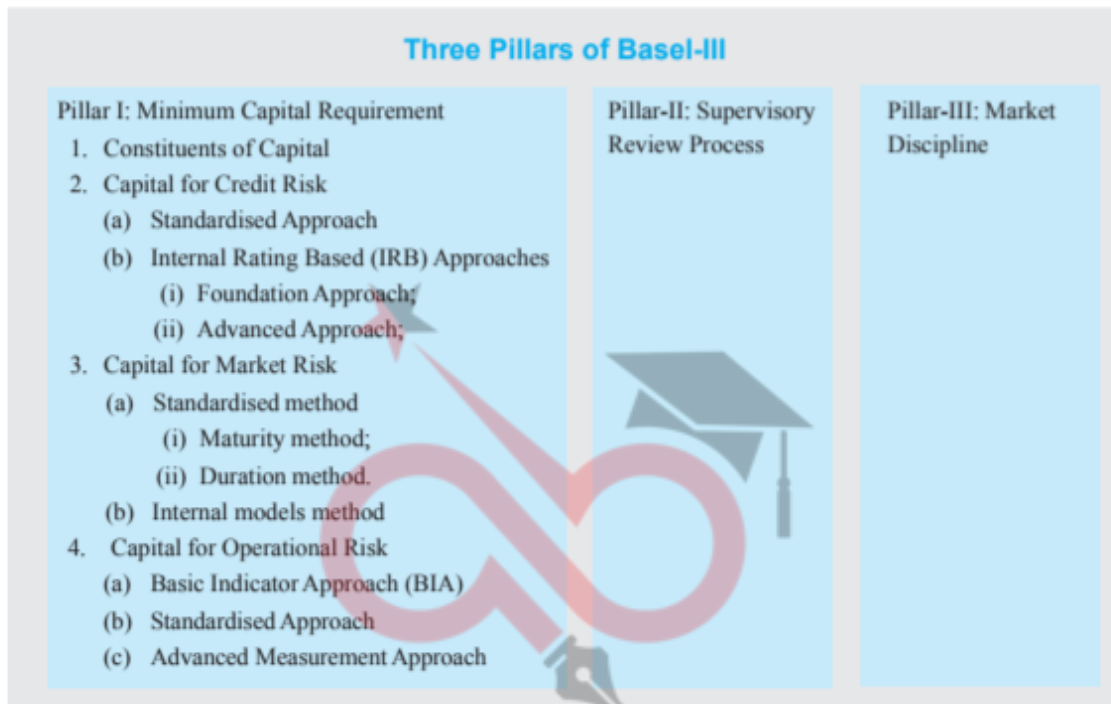 Three Pillars of Basel-III
Pillar I: Minimum Capital Requirement
1. Constituents of Capital
2. Capital for Credit Risk
(a) Standardised Approach
(b) Internal Rating Based (IRB) Approaches
(i) Foundation Approach;
(ii) Advanced Approach;
3. Capital for Market Risk
(a) Standardised method
(i) Maturity method;
(ii) Duration method.
(b) Internal models method
4. Capital for Operational Risk
(a) Basic Indicator Approach (BIA)
(b) Standardised Approach
(c) Advanced Measurement Approach
Pillar-II: Supervisory
Review Process
Pillar-III: Market
Discipline